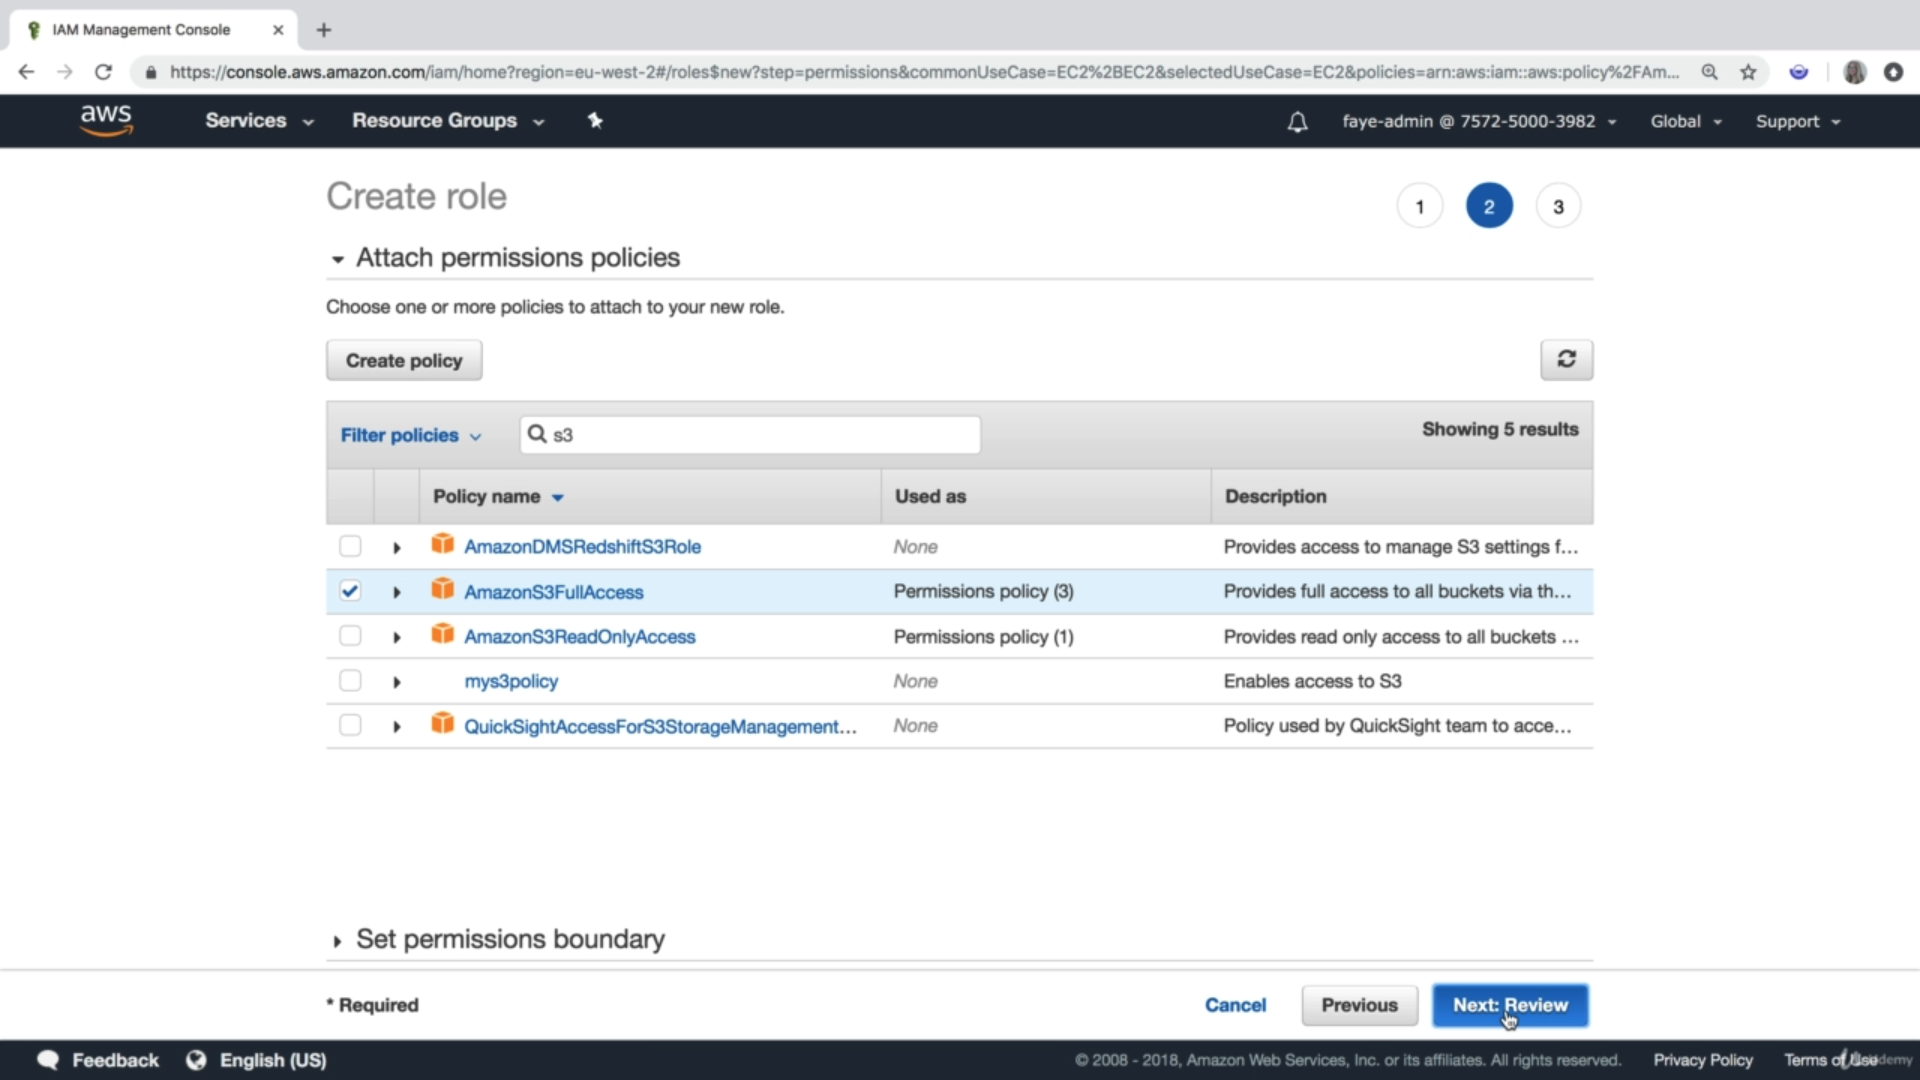 IAM Management Console
https://console.aws.amazon.com/iam/home?region=eu-west-2#/roles$new?step=permissions&commonUseCase=EC2%2BEC2&selectedUseCase=EC2&policies=arn:aws:iam::aws:policy%2FAm...
aws Services Resource Groups faye-admin @ 7572-5000-3982 Global Support
Create role 1 2 3
Attach permissions policies
Choose one or more policies to attach to your new role.
Create policy
Filter policies s3 Showing 5 results
Policy name Used as Description
AmazonDMSRedshiftS3Role None Provides access to manage S3 settings f...
AmazonS3FullAccess Permissions policy (3) Provides full access to all buckets via th...
AmazonS3ReadOnlyAccess Permissions policy (1) Provides read only access to all buckets ...
mys3policy None Enables access to S3
QuickSightAccessForS3StorageManagement... None Policy used by QuickSight team to acce...
Set permissions boundary
* Required Cancel Previous Next: Review
Feedback English (US) © 2008 - 2018, Amazon Web Services, Inc. or its affiliates. All rights reserved. Privacy Policy Terms of Use